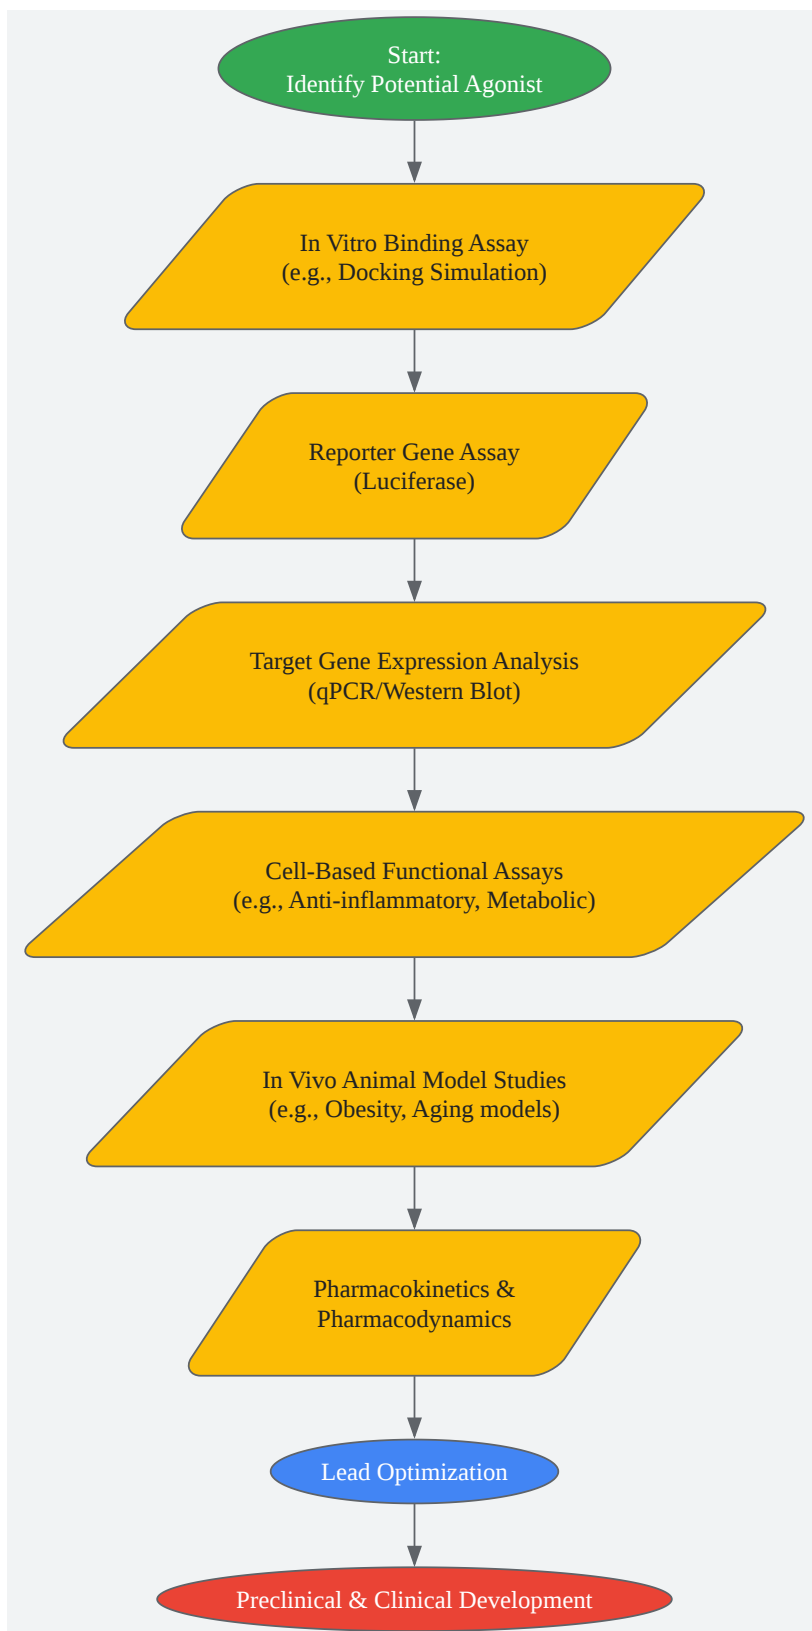 Start:
Identify Potential Agonist
In Vitro Binding Assay
(e.g., Docking Simulation)
Reporter Gene Assay
(Luciferase)
Target Gene Expression Analysis
(qPCR/Western Blot)
Cell-Based Functional Assays
(e.g., Anti-inflammatory, Metabolic)
In Vivo Animal Model Studies
(e.g., Obesity, Aging models)
Pharmacokinetics &
Pharmacodynamics
Lead Optimization
Preclinical & Clinical Development